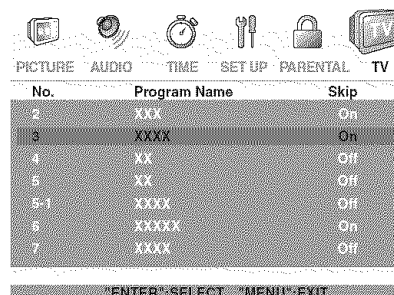 TV
PICTURE AUDIO TIME SET UP PARENTAL TV
No. Program Name Skip
2 XXX On
3 XXXX On
4 XX Off
5 XX Off
5-1 XXXX Off
6 XXXXX On
7 XXXX Off
"ENTER":SELECT "MENU":EXIT